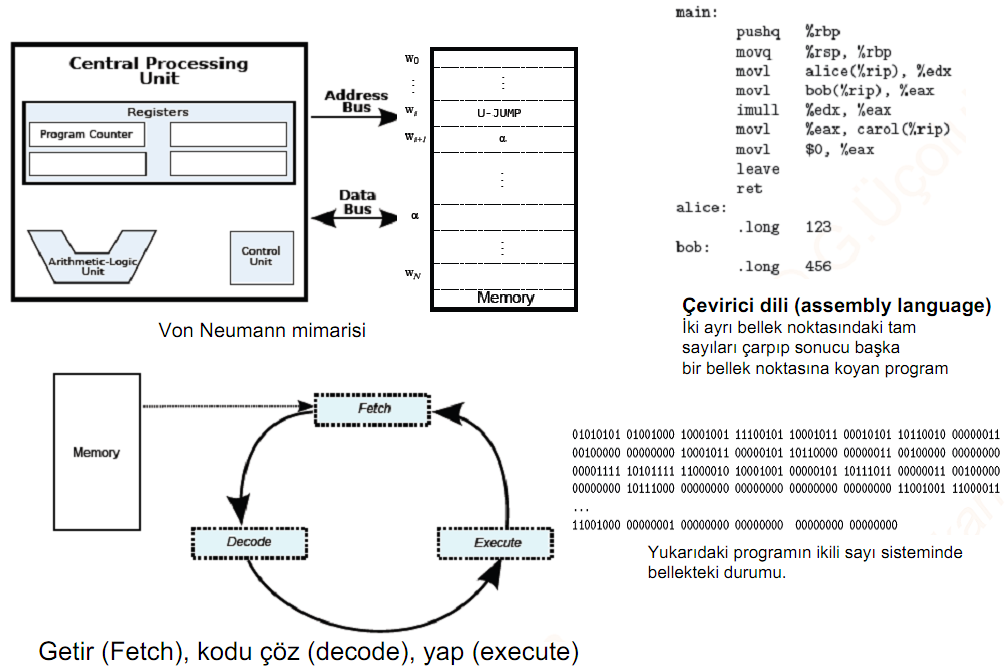 Central Processing
Unit
Registers
Program Counter
Arithmetic-Logic
Unit
Control
Unit
Address
Bus
Data
Bus
w0
⋮
wi
wi+1
⋮
α
⋮
wN
⋮
U-JUMP
α
⋮
⋮
Memory
Von Neumann mimarisi
main:
pushq %rbp
movq %rsp, %rbp
movl alice(%rip), %edx
movl bob(%rip), %eax
imull %edx, %eax
movl %eax, carol(%rip)
movl $0, %eax
leave
ret
alice:
.long 123
bob:
.long 456
Çevirici dili (assembly language)
İki ayrı bellek noktasındaki tam
sayıları çarpıp sonucu başka
bir bellek noktasına koyan program
Memory
Fetch
Decode
Execute
Getir (Fetch), kodu çöz (decode), yap (execute)
01010101 01001000 10001001 11100101 10001011 00010101 10110010 00000011
00100000 00000000 10001011 00000101 10110000 00000011 00100000 00000000
00001111 10101111 11000010 10001001 00000101 10111011 00000011 00100000
00000000 10111000 00000000 00000000 00000000 00000000 11001001 11000011
...
11001000 00000001 00000000 00000000 00000000 00000000
Yukarıdaki programın ikili sayı sisteminde
bellekteki durumu.